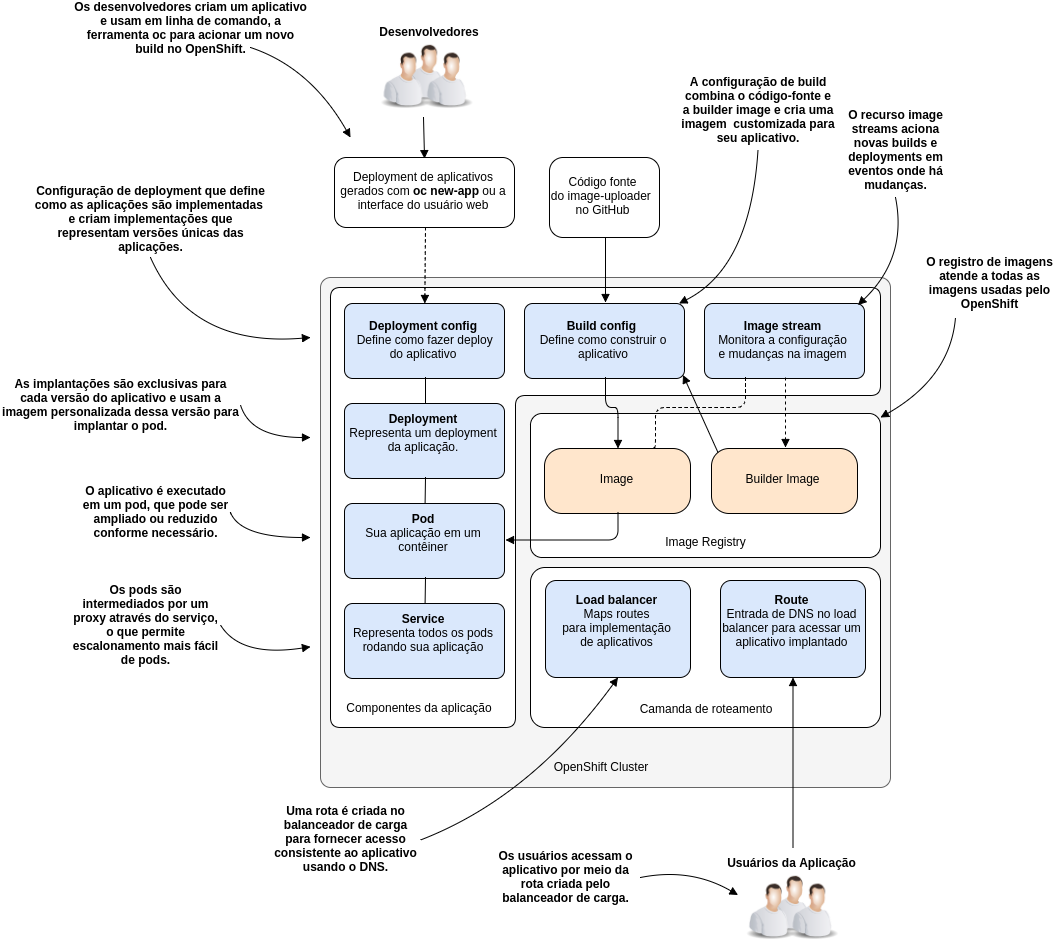 Os desenvolvedores criam um aplicativo
e usam em linha de comando, a
ferramenta oc para acionar um novo
build no OpenShift.
Desenvolvedores
A configuração de build
combina o código-fonte e
a builder image e cria uma
imagem  customizada para
seu aplicativo.
O recurso image
streams aciona
novas builds e
deployments em
eventos onde há
mudanças.
Deployment de aplicativos
gerados com oc new-app ou a
interface do usuário web
Código fonte
do image-uploader
no GitHub
Configuração de deployment que define
como as aplicações são implementadas
e criam implementações que
representam versões únicas das
aplicações.
O registro de imagens
atende a todas as
imagens usadas pelo
OpenShift
Deployment config
Define como fazer deploy
do aplicativo
Build config
Define como construir o
aplicativo
Image stream
Monitora a configuração
e mudanças na imagem
As implantações são exclusivas para
cada versão do aplicativo e usam a
imagem personalizada dessa versão para
implantar o pod.
Deployment
Representa um deployment
da aplicação.
Image
Builder Image
O aplicativo é executado
em um pod, que pode ser
ampliado ou reduzido
conforme necessário.
Pod
Sua aplicação em um
contêiner
Image Registry
Os pods são
intermediados por um
proxy através do serviço,
o que permite
escalonamento mais fácil
de pods.
Service
Representa todos os pods
rodando sua aplicação
Load balancer
Maps routes
para implementação
de aplicativos
Route
Entrada de DNS no load
balancer para acessar um
aplicativo implantado
Componentes da aplicação
Camanda de roteamento
OpenShift Cluster
Uma rota é criada no
balanceador de carga
para fornecer acesso
consistente ao aplicativo
usando o DNS.
Os usuários acessam o
aplicativo por meio da
rota criada pelo
balanceador de carga.
Usuários da Aplicação